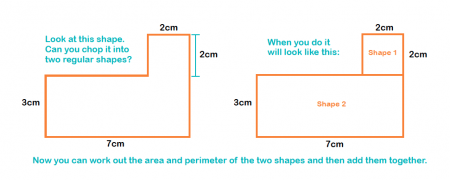 2cm
Look at this shape.
Can you chop it into
two regular shapes?
2cm
3cm
7cm
When you do it
will look like this:
2cm
Shape 1
2cm
3cm
Shape 2
7cm
Now you can work out the area and perimeter of the two shapes and then add them together.